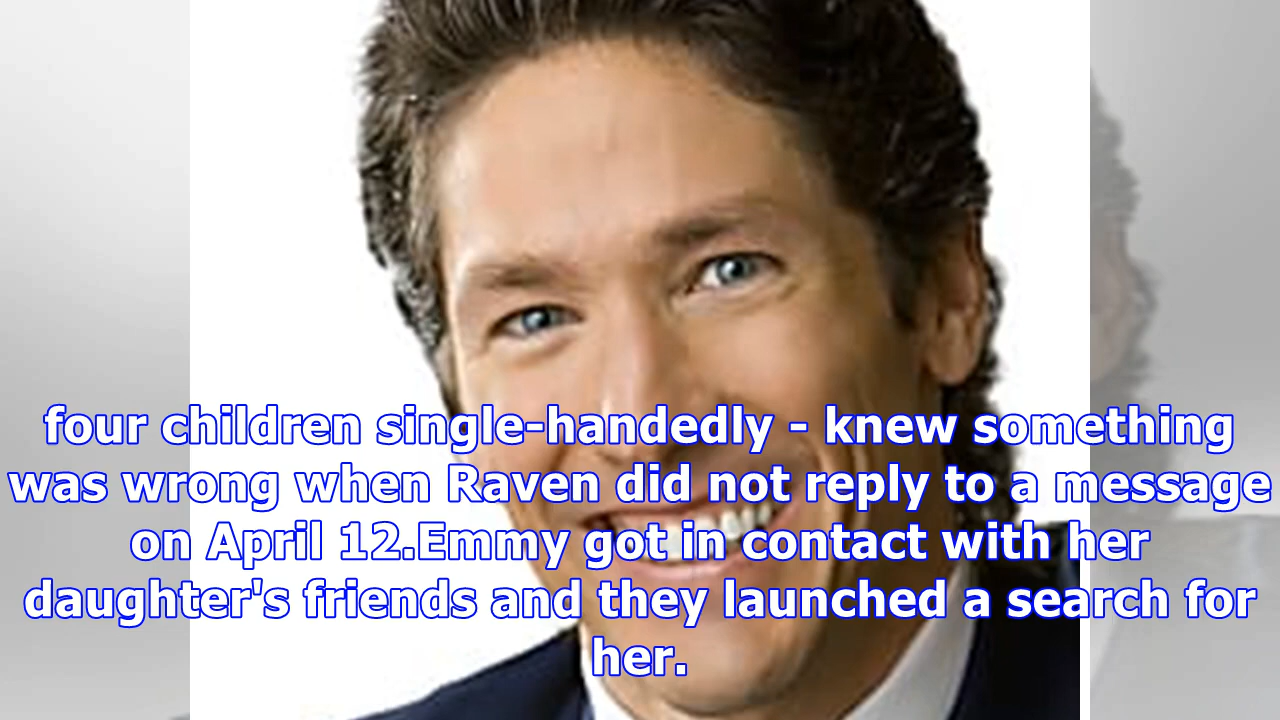 four children single-handedly - knew something
was wrong when Raven did not reply to a message
on April 12.Emmy got in contact with her
daughter's friends and they launched a search for
her.